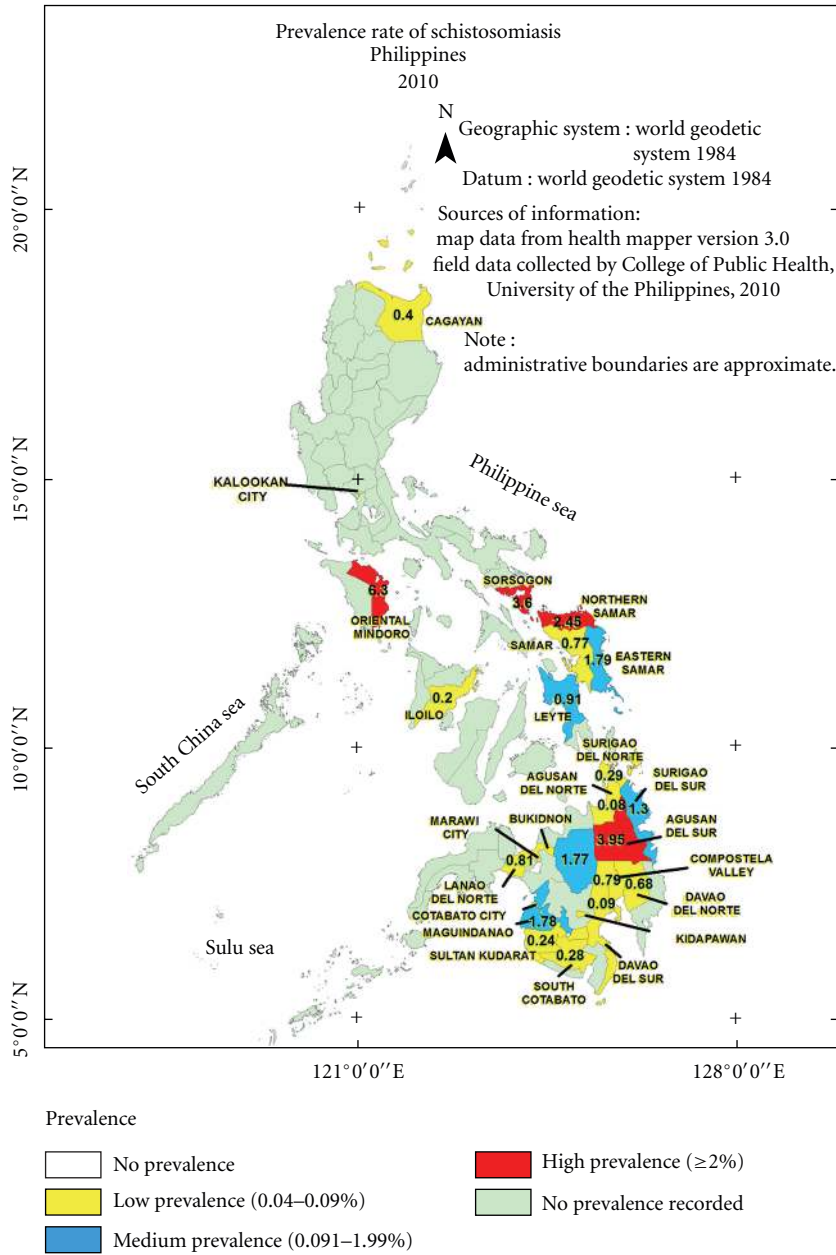 Prevalence rate of schistosomiasis
Philippines
2010
N
Geographic system : world geodetic
system 1984
Datum : world geodetic system 1984
Sources of information:
map data from health mapper version 3.0
field data collected by College of Public Health,
University of the Philippines, 2010
Note :
administrative boundaries are approximate.
20°0′0′′N
15°0′0′′N
10°0′0′′N
5°0′0′′N
0.4
CAGAYAN
KALOOKAN
CITY
Philippine sea
6.3
ORIENTAL
MINDORO
SORSOGON
3.6
NORTHERN
SAMAR
2.45
SAMAR
0.77
1.79
EASTERN
SAMAR
0.2
ILOILO
0.91
LEYTE
South China sea
SURIGAO
DEL NORTE
0.29
AGUSAN
DEL NORTE
0.08
SURIGAO
DEL SUR
1.3
MARAWI
CITY
BUKIDNON
3.95
AGUSAN
DEL SUR
0.81
1.77
LANAO
DEL NORTE
0.79
0.68
COMPOSTELA
VALLEY
DAVAO
DEL NORTE
COTABATO CITY
0.09
MAGUINDANAO
1.78
KIDAPAWAN
Sulu sea
0.24
SULTAN KUDARAT
0.28
DAVAO
DEL SUR
SOUTH
COTABATO
121°0′0′′E
128°0′0′′E
Prevalence
No prevalence
Low prevalence (0.04–0.09%)
Medium prevalence (0.091–1.99%)
High prevalence (≥2%)
No prevalence recorded